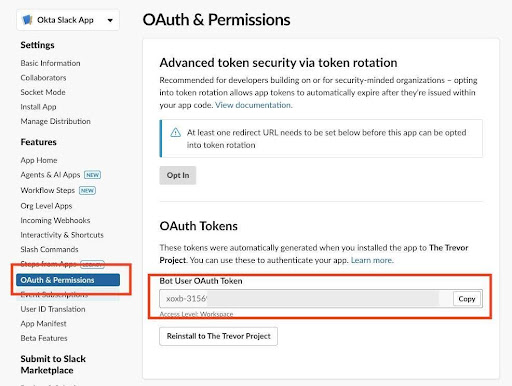 Okta Slack App
OAuth & Permissions
Settings
Basic Information
Collaborators
Socket Mode
Install App
Manage Distribution
Features
App Home
Agents & AI Apps NEW
Workflow Steps NEW
Org Level Apps
Incoming Webhooks
Interactivity & Shortcuts
Slash Commands
Steps from Apps
OAuth & Permissions
Event Subscriptions
User ID Translation
App Manifest
Beta Features
Submit to Slack
Marketplace
Advanced token security via token rotation
Recommended for developers building on or for security-minded organizations – opting
into token rotation allows app tokens to automatically expire after they're issued within
your app code. View documentation.
At least one redirect URL needs to be set below before this app can be opted
into token rotation
Opt In
OAuth Tokens
These tokens were automatically generated when you installed the app to The Trevor
Project. You can use these to authenticate your app. Learn more.
Bot User OAuth Token
xoxb-3156
Copy
Access Level: Workspace
Reinstall to The Trevor Project